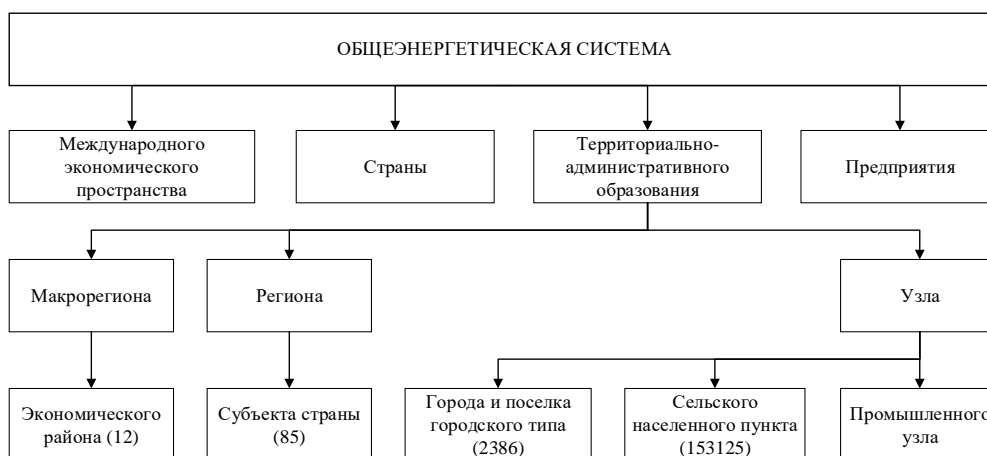 ОБЩЕЭНЕРГЕТИЧЕСКАЯ СИСТЕМА
Международного
экономического
пространства
Страны
Территориально-
административного
образования
Предприятия
Макрорегиона
Региона
Узла
Экономического
района (12)
Субъекта страны
(85)
Города и поселка
городского типа
(2386)
Сельского
населенного пункта
(153125)
Промышленного
узла